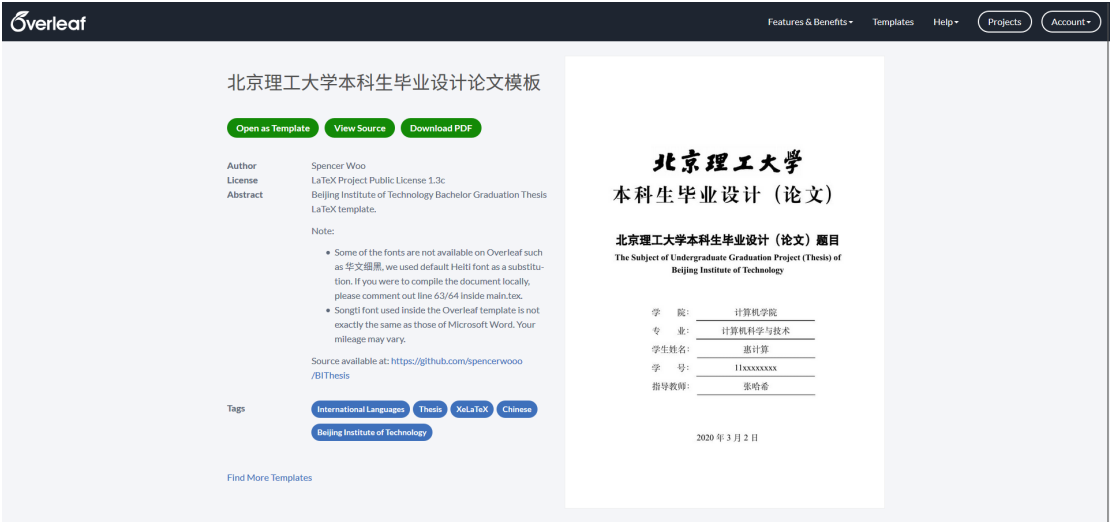 Overleaf
Features & Benefits
Templates
Help
Projects
Account
北京理工大学本科生毕业设计论文模板
Open as Template
View Source
Download PDF
Author Spencer Woo
License LaTeX Project Public License 1.3c
Abstract Beijing Institute of Technology Bachelor Graduation Thesis
LaTeX template.
Note:
• Some of the fonts are not available on Overleaf such
as 华文细黑, we used default Heiti font as a substitu-
tion. If you were to compile the document locally,
please comment out line 63/64 inside main.tex.
• Songti font used inside the Overleaf template is not
exactly the same as those of Microsoft Word. Your
mileage may vary.
Source available at: https://github.com/spencerwooo
/BIThesis
Tags International Languages Thesis XeLaTeX Chinese
Beijing Institute of Technology
Find More Templates
北京理工大学
本科生毕业设计（论文）
北京理工大学本科生毕业设计（论文）题目
The Subject of Undergraduate Graduation Project (Thesis) of
Beijing Institute of Technology
学 院： 计算机学院
专 业： 计算机科学与技术
学生姓名： 惠计算
学 号： 11xxxxxxxx
指导教师： 张哈希
2020 年 3 月 2 日